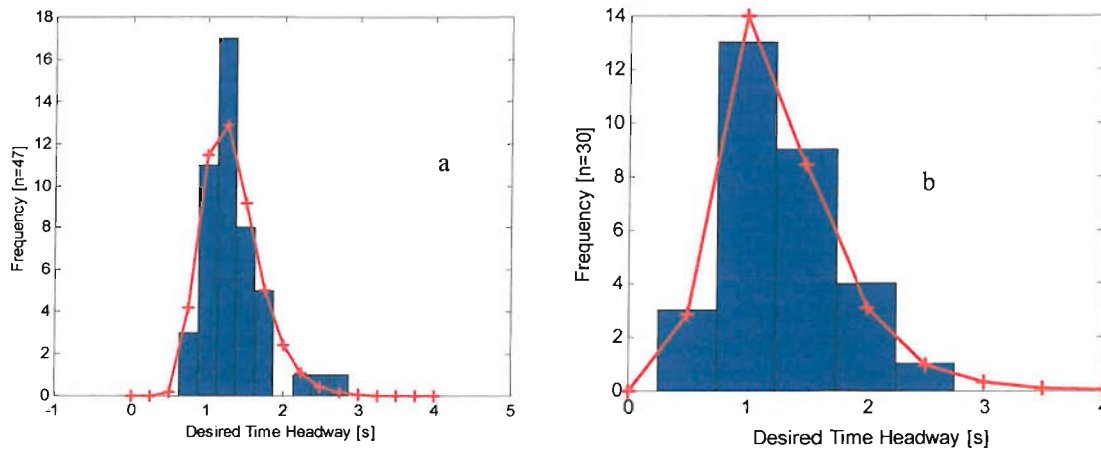 18
16
14
12
10
8
6
4
2
0
-1 0 1 2 3 4 5
Frequency [n=47]
Desired Time Headway [s]
a
14
12
10
8
6
4
2
0
0 1 2 3 4
Frequency [n=30]
Desired Time Headway [s]
b